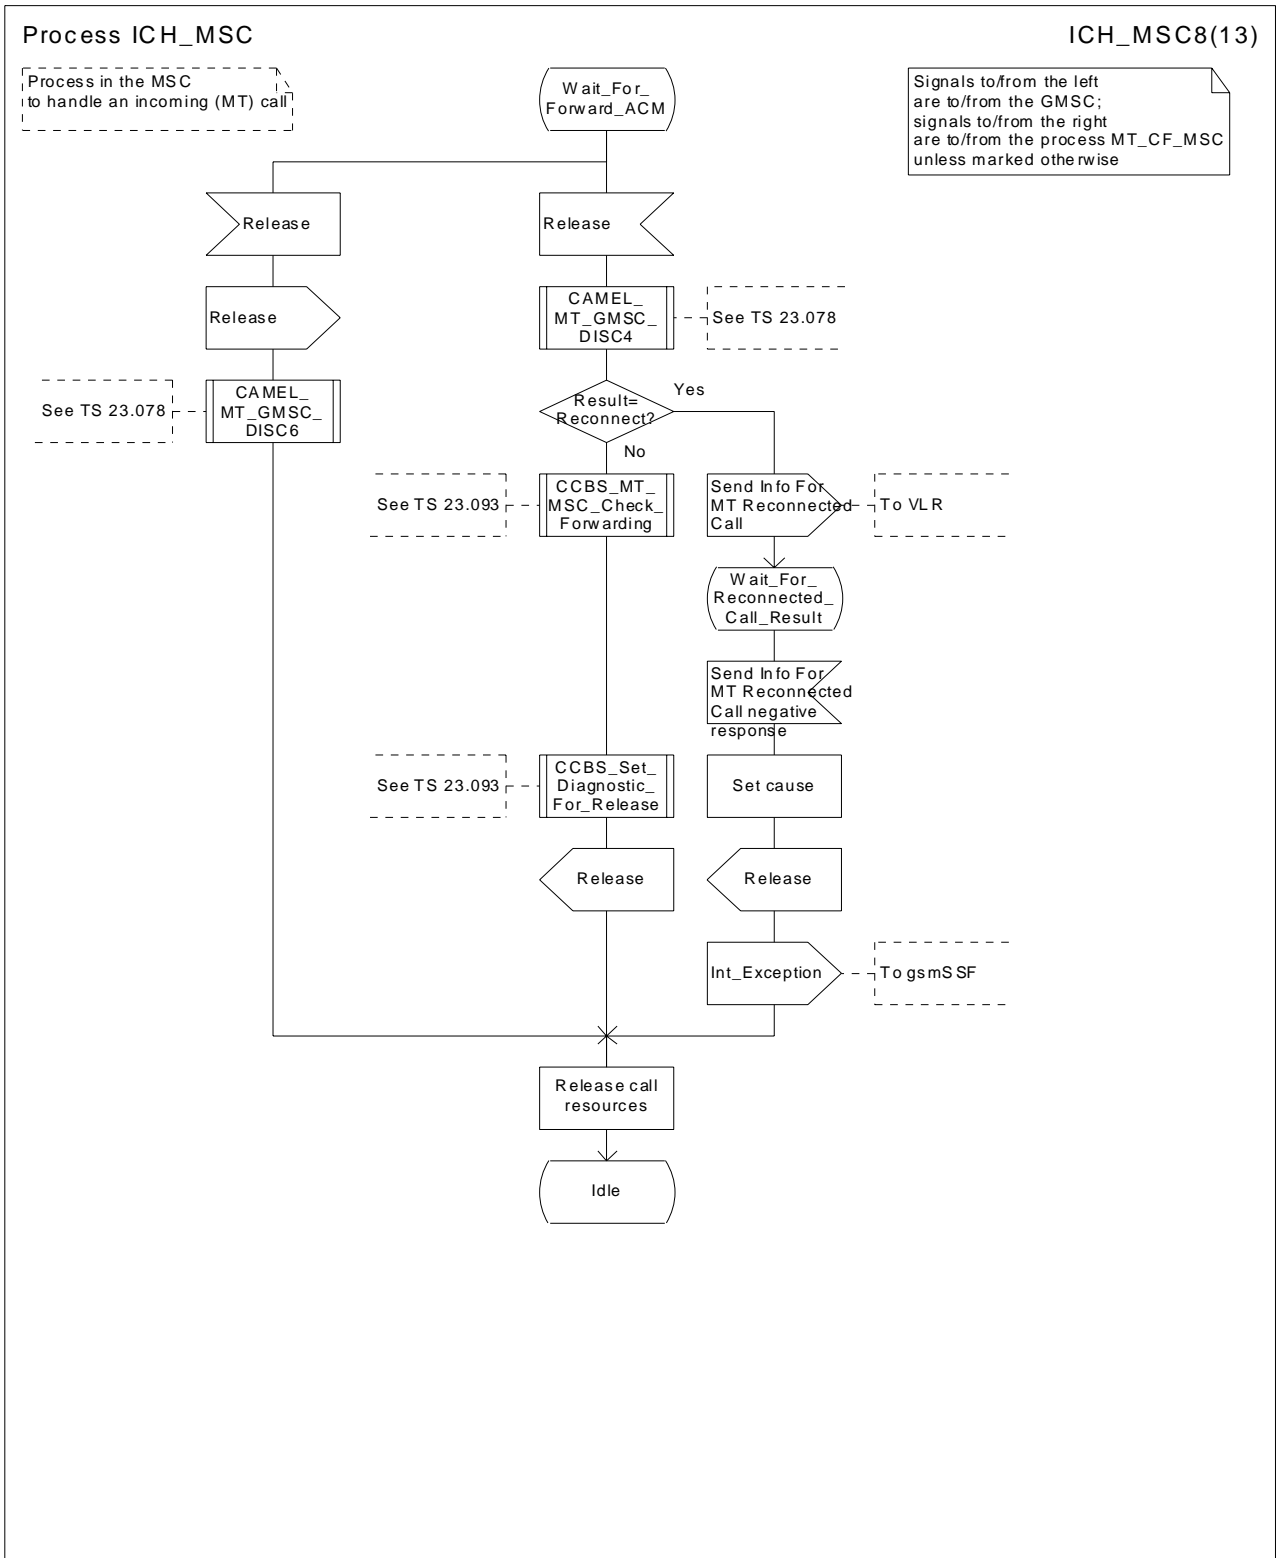 Process ICH_MSC
ICH_MSC8(13)
Process in the MSC
to handle an incoming (MT) call
Wait_For_
Forward_ACM
Signals to/from the left
are to/from the GMSC;
signals to/from the right
are to/from the process MT_CF_MSC
unless marked otherwise
Release
Release
Release
CAMEL_
MT_GMSC_
DISC4
See TS 23.078
See TS 23.078
CAMEL_
MT_GMSC_
DISC6
Result=
Reconnect?
Yes
No
See TS 23.093
CCBS_MT_
MSC_Check_
Forwarding
Send Info For
MT Reconnected
Call
To VLR
Wait_For_
Reconnected_
Call_Result
Send Info For
MT Reconnected
Call negative
response
See TS 23.093
CCBS_Set_
Diagnostic_
For_Release
Set cause
Release
Release
Int_Exception
To gsmSSF
Release call
resources
Idle